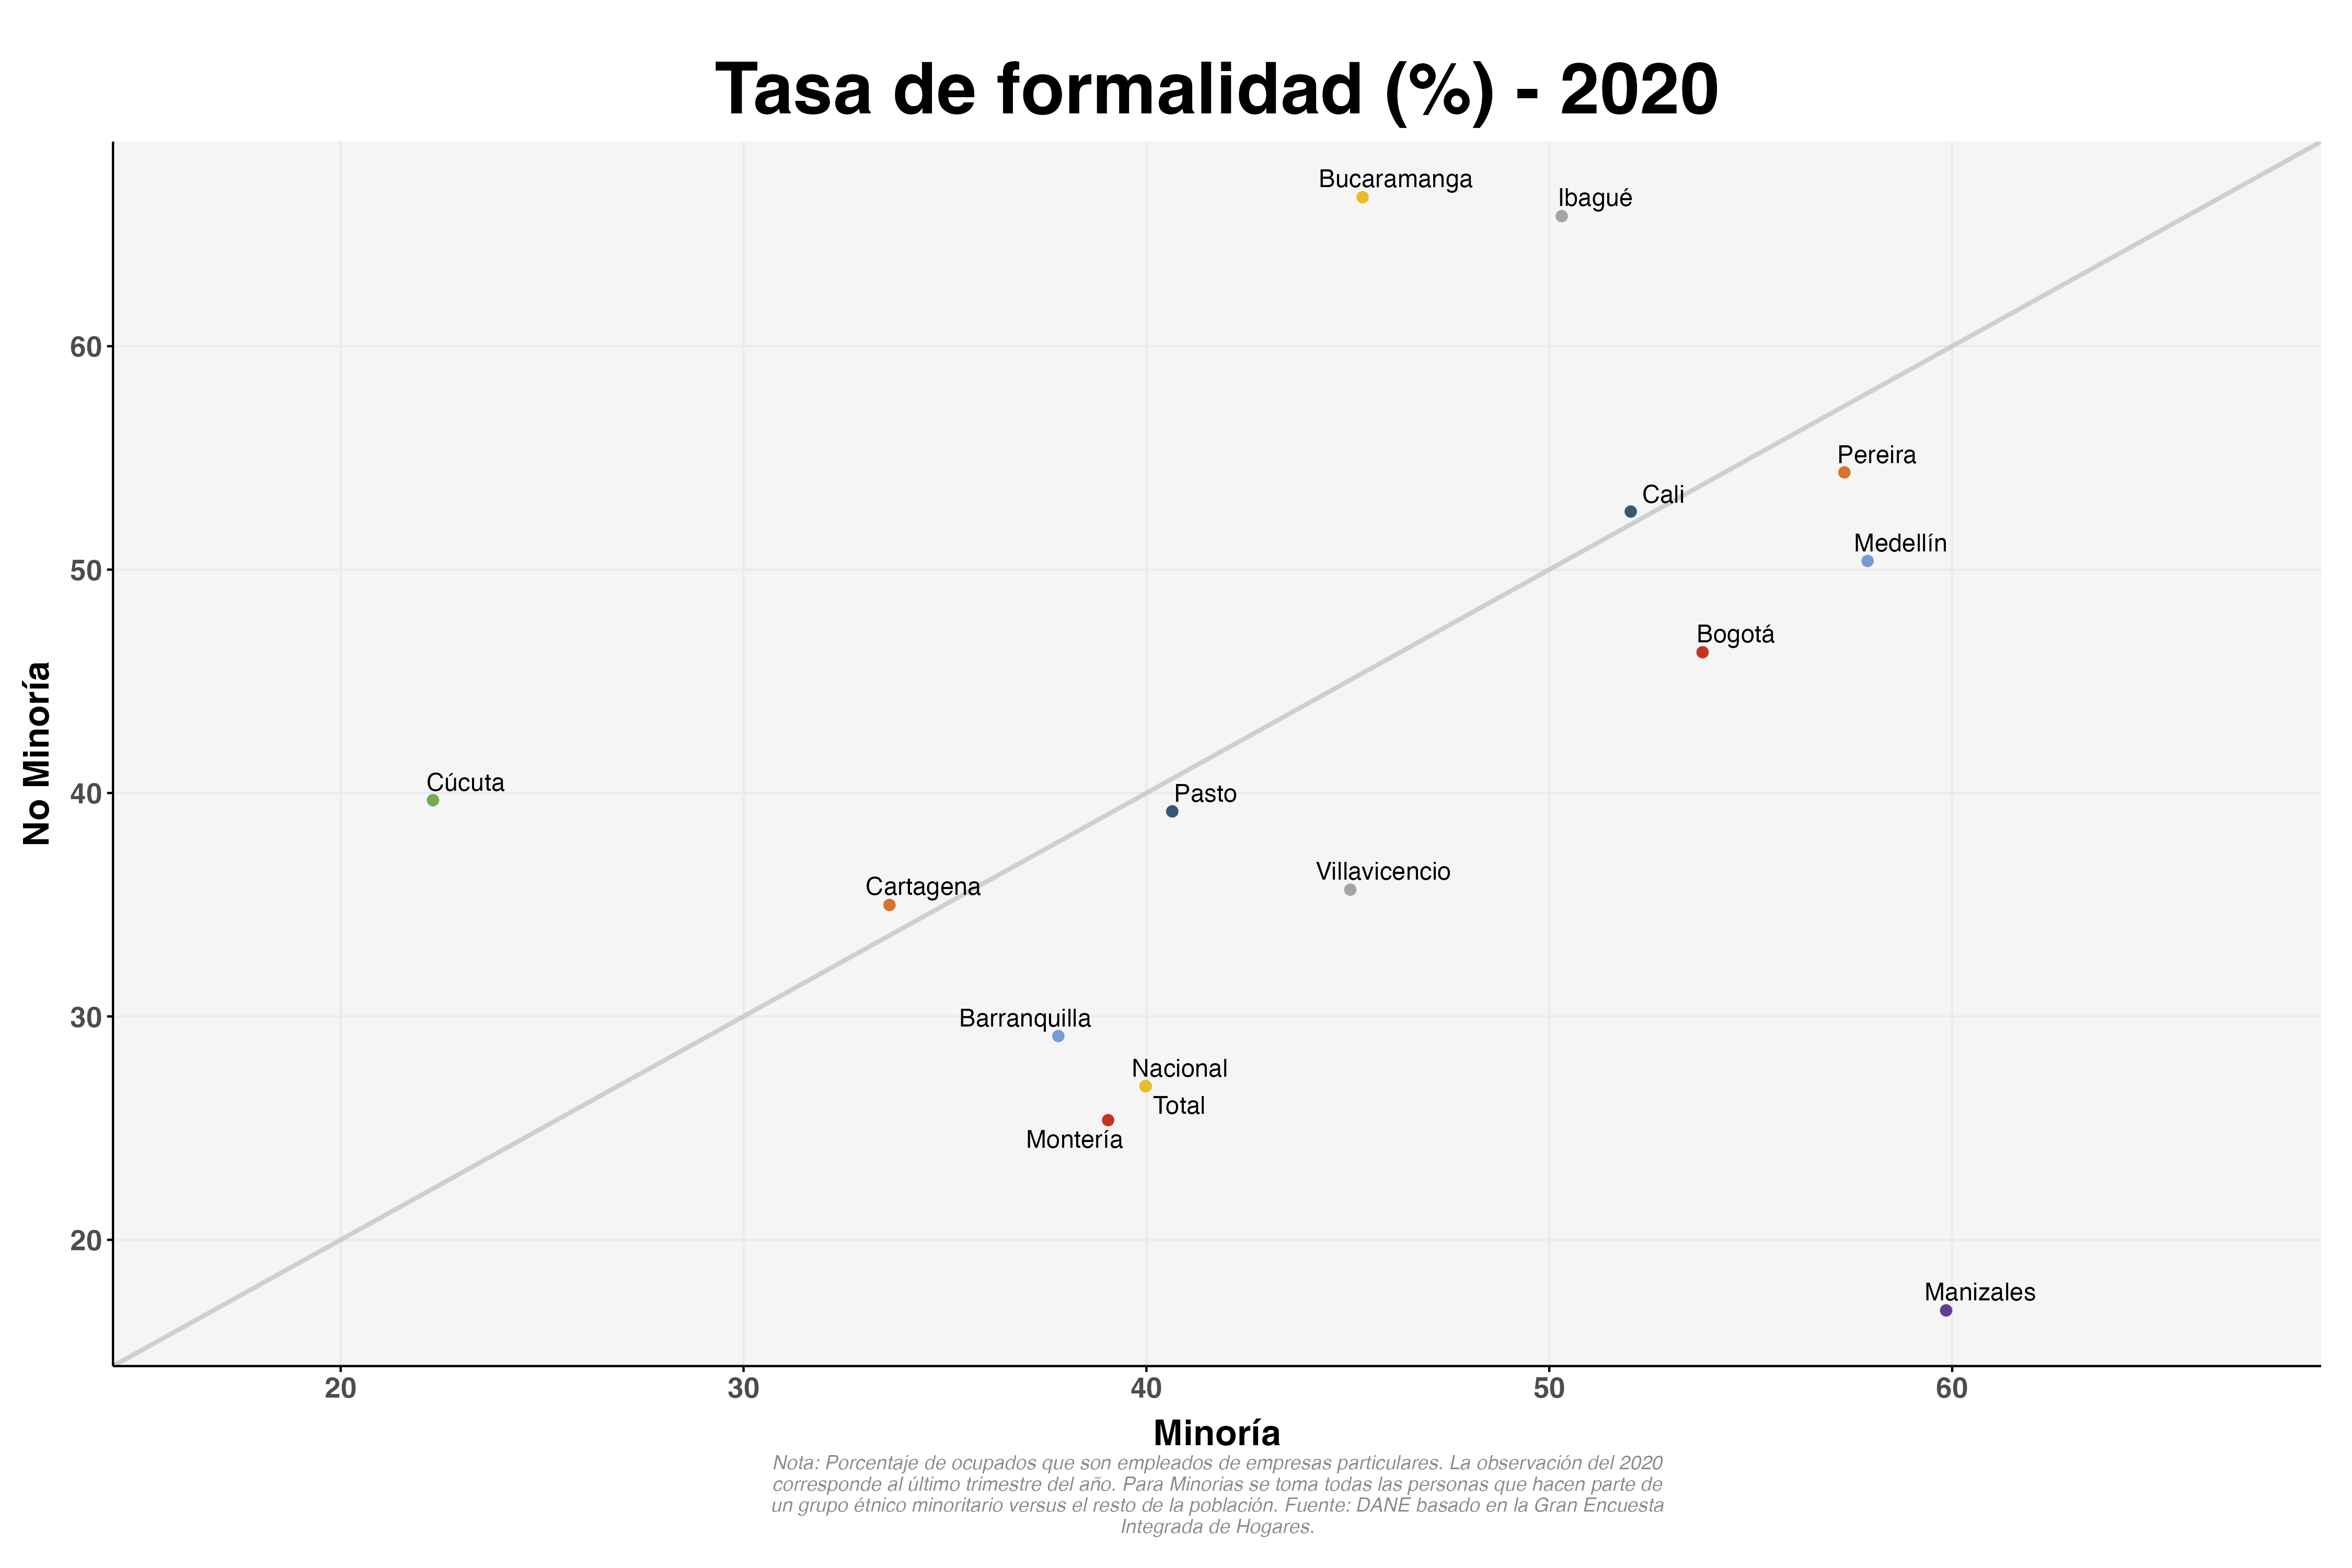 Tasa de formalidad (%) - 2020
Bucaramanga
Ibagué
60
Pereira
Cali
Medellín
50
Bogotá
No Minoría
Cúcuta
40
Pasto
Villavicencio
Cartagena
30
Barranquilla
Nacional
Total
Montería
20
Manizales
20 30 40 50 60
Minoría
Nota: Porcentaje de ocupados que son empleados de empresas particulares. La observación del 2020
corresponde al último trimestre del año. Para Minorias se toma todas las personas que hacen parte de
un grupo étnico minoritario versus el resto de la población. Fuente: DANE basado en la Gran Encuesta
Integrada de Hogares.